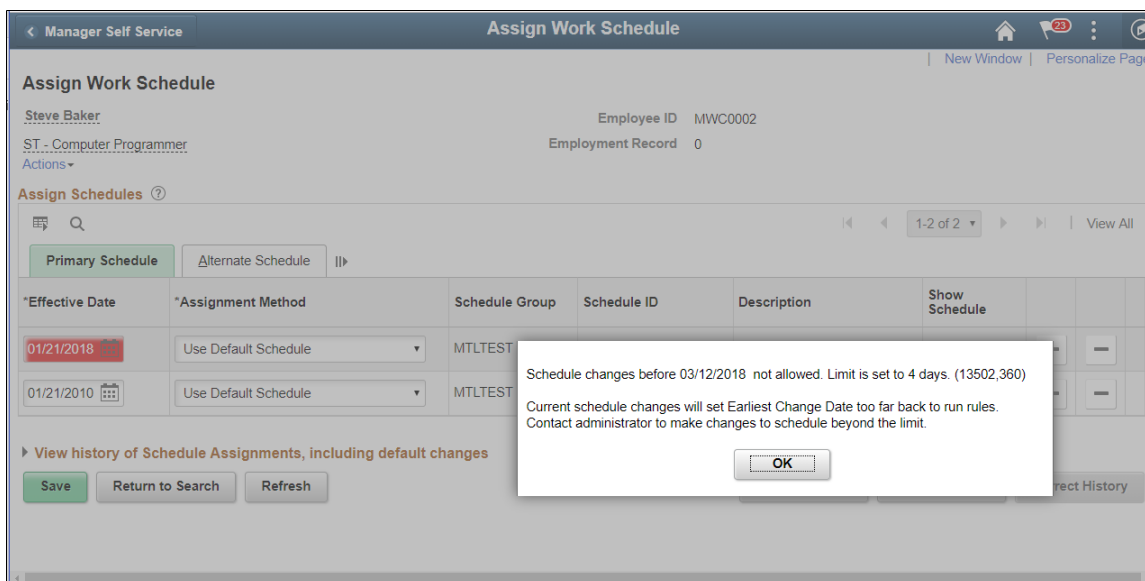 Manager Self Service
Assign Work Schedule
23
New Window | Personalize Page
Assign Work Schedule
Steve Baker
Employee ID MWC0002
ST - Computer Programmer
Employment Record 0
Actions
Assign Schedules ?
1-2 of 2
| View All
Primary Schedule
Alternate Schedule
*Effective Date *Assignment Method Schedule Group Schedule ID Description Show Schedule
01/21/2018 Use Default Schedule MTLTEST
01/21/2010 Use Default Schedule MTLTEST
Schedule changes before 03/12/2018 not allowed. Limit is set to 4 days. (13502,360)
Current schedule changes will set Earliest Change Date too far back to run rules.
Contact administrator to make changes to schedule beyond the limit.
OK
View history of Schedule Assignments, including default changes
Save Return to Search Refresh
rect History